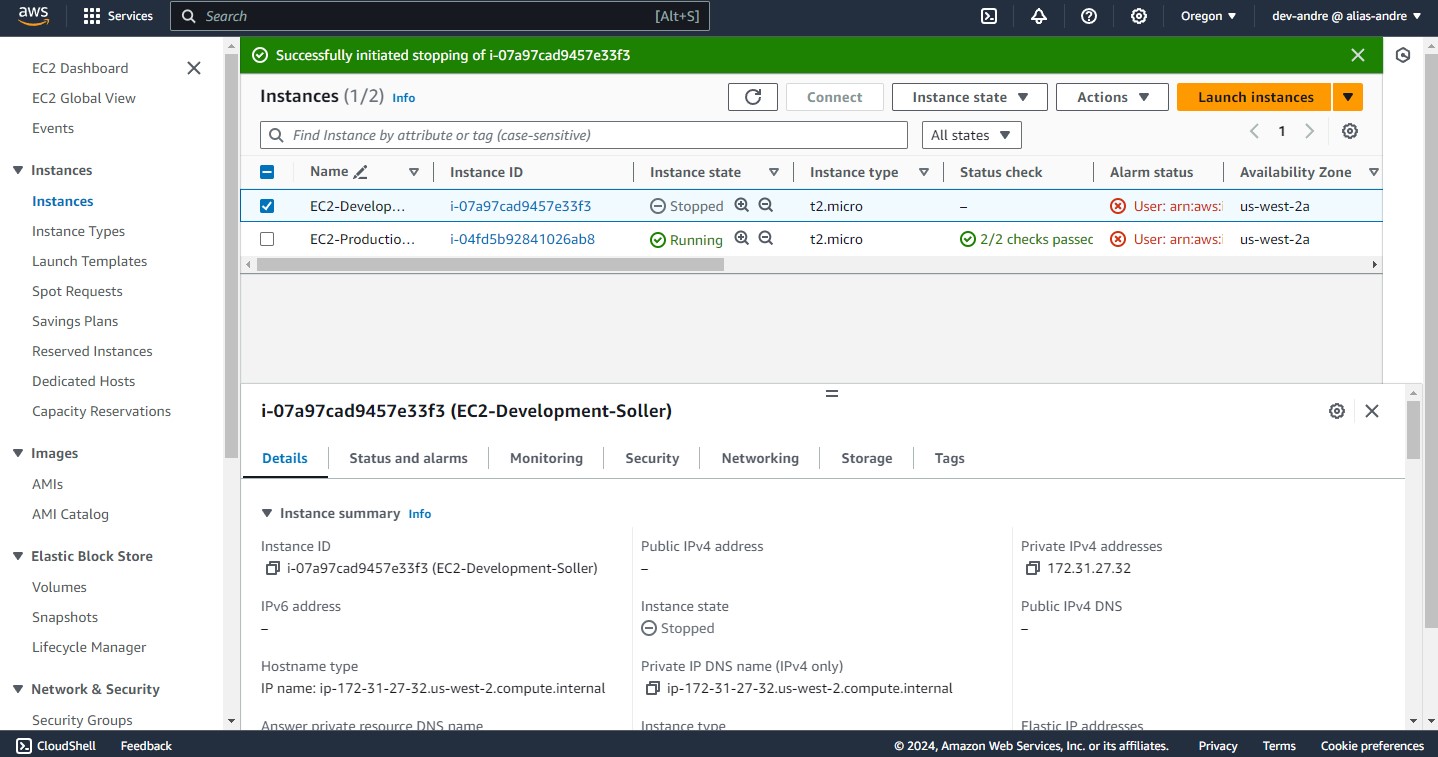 aws Services Search [Alt+S] Oregon dev-andre @ alias-andre
EC2 Dashboard
EC2 Global View
Events
Instances
Instances
Instance Types
Launch Templates
Spot Requests
Savings Plans
Reserved Instances
Dedicated Hosts
Capacity Reservations
Images
AMIs
AMI Catalog
Elastic Block Store
Volumes
Snapshots
Lifecycle Manager
Network & Security
Security Groups
Successfully initiated stopping of i-07a97cad9457e33f3
Instances (1/2) Info Connect Instance state Actions Launch instances
Find Instance by attribute or tag (case-sensitive) All states 1
Name Instance ID Instance state Instance type Status check Alarm status Availability Zone
EC2-Develop... i-07a97cad9457e33f3 Stopped t2.micro – User: arn:aws:i us-west-2a
EC2-Productio... i-04fd5b92841026ab8 Running t2.micro 2/2 checks passec User: arn:aws:i us-west-2a
i-07a97cad9457e33f3 (EC2-Development-Soller)
Details Status and alarms Monitoring Security Networking Storage Tags
Instance summary Info
Instance ID Public IPv4 address Private IPv4 addresses
i-07a97cad9457e33f3 (EC2-Development-Soller) – 172.31.27.32
IPv6 address Instance state Public IPv4 DNS
– Stopped –
Hostname type Private IP DNS name (IPv4 only)
IP name: ip-172-31-27-32.us-west-2.compute.internal ip-172-31-27-32.us-west-2.compute.internal
Answer private resource DNS name Instance type Elastic IP addresses
CloudShell Feedback © 2024, Amazon Web Services, Inc. or its affiliates. Privacy Terms Cookie preferences